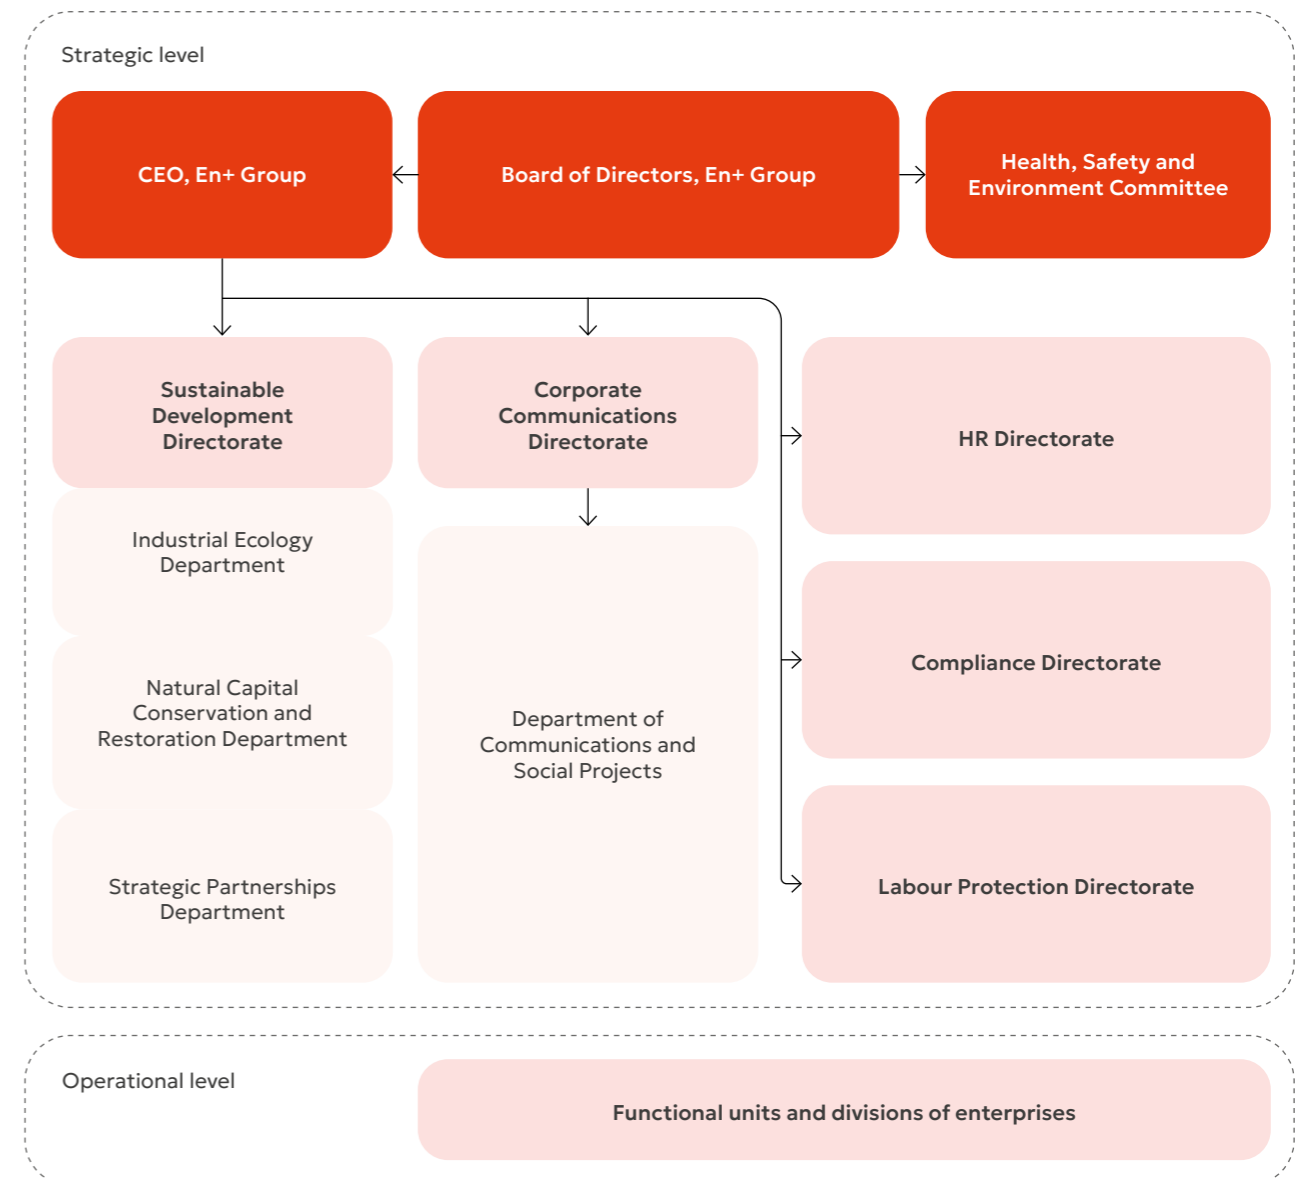 Strategic level
CEO, En+ Group
Board of Directors, En+ Group
Health, Safety and
Environment Committee
Sustainable
Development
Directorate
Industrial Ecology
Department
Natural Capital
Conservation and
Restoration Department
Strategic Partnerships
Department
Corporate
Communications
Directorate
Department of
Communications and
Social Projects
HR Directorate
Compliance Directorate
Labour Protection Directorate
Operational level
Functional units and divisions of enterprises